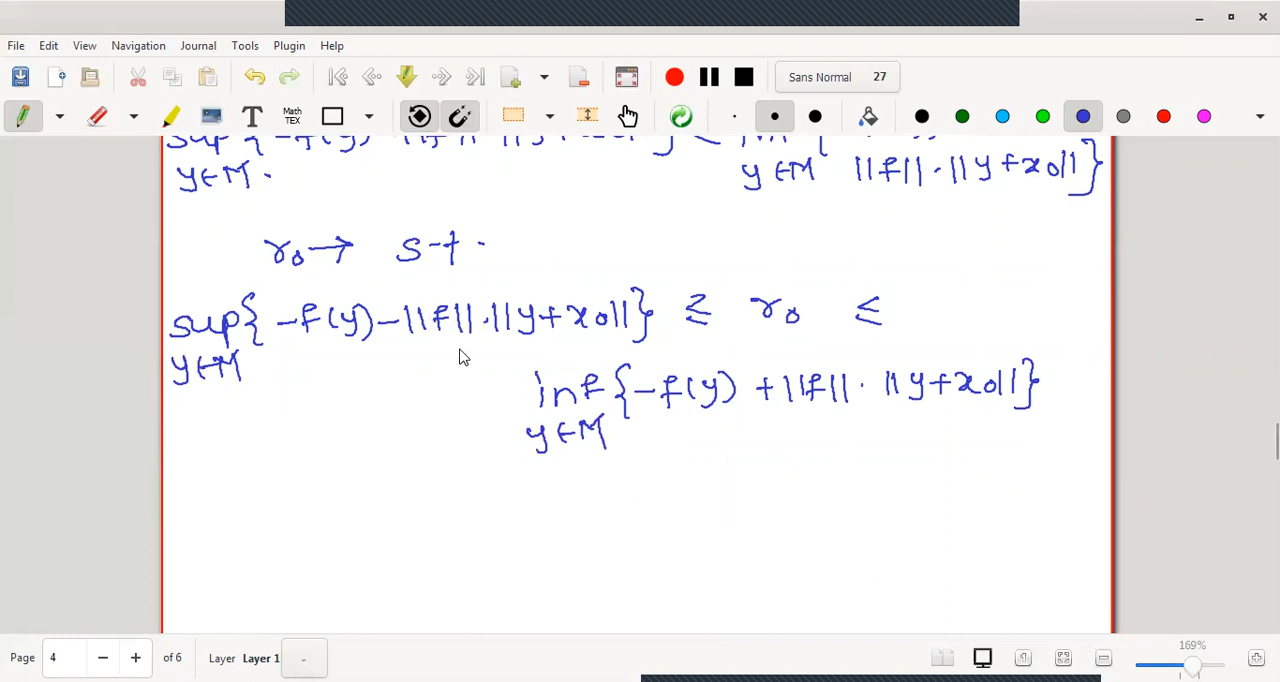 File Edit View Navigation Journal Tools Plugin Help
Sans Normal 27
T Math TEX
y∈M. y∈M ||f||.||y+x0||}
r0→ s-t.
sup{-f(y)-||f||.||y+x0||} ≤ r0 ≤
y∈M
inf{-f(y)+||f||.||y+x0||}
y∈M
Page 4 of 6 Layer Layer 1 169%